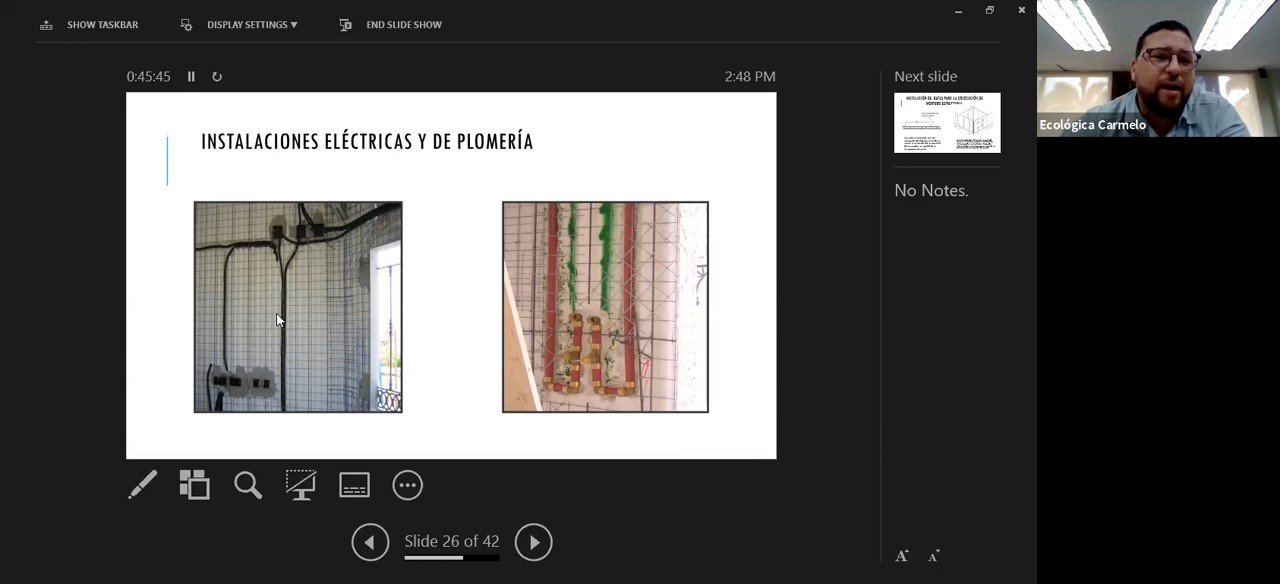 SHOW TASKBAR
DISPLAY SETTINGS ▼
END SLIDE SHOW
0:45:45
2:48 PM
INSTALACIONES ELÉCTRICAS Y DE PLOMERÍA
Slide 26 of 42
Next slide
No Notes.
Ecológica Carmelo